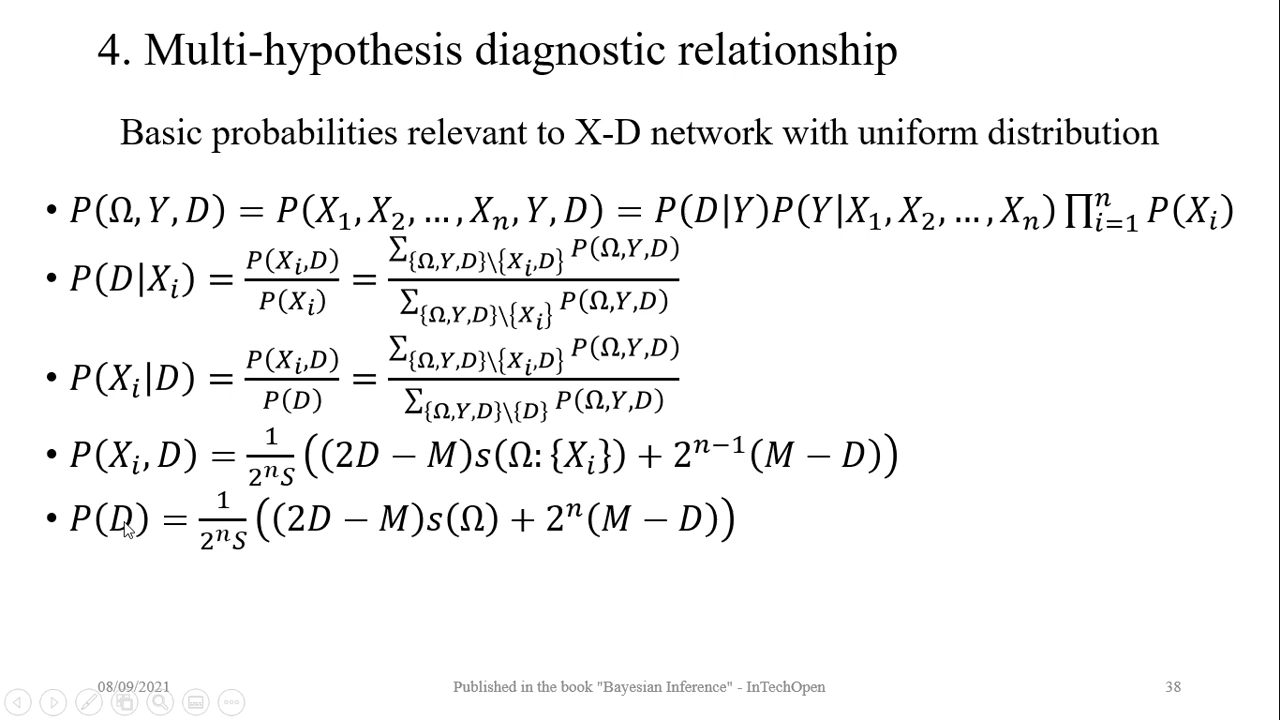 4. Multi-hypothesis diagnostic relationship
Basic probabilities relevant to X-D network with uniform distribution
• P(Ω, Y, D) = P(X₁, X₂, …, Xₙ, Y, D) = P(D|Y)P(Y|X₁, X₂, …, Xₙ) ∏ᵢ₌₁ⁿ P(Xᵢ)
• P(D|Xᵢ) = P(Xᵢ,D)/P(Xᵢ) = ∑_{{Ω,Y,D}\{Xᵢ,D}} P(Ω,Y,D) / ∑_{{Ω,Y,D}\{Xᵢ}} P(Ω,Y,D)
• P(Xᵢ|D) = P(Xᵢ,D)/P(D) = ∑_{{Ω,Y,D}\{Xᵢ,D}} P(Ω,Y,D) / ∑_{{Ω,Y,D}\{D}} P(Ω,Y,D)
• P(Xᵢ, D) = 1/(2ⁿS) ((2D − M)s(Ω: {Xᵢ}) + 2ⁿ⁻¹(M − D))
• P(D) = 1/(2ⁿS) ((2D − M)s(Ω) + 2ⁿ(M − D))
08/09/2021
Published in the book "Bayesian Inference" - InTechOpen
38